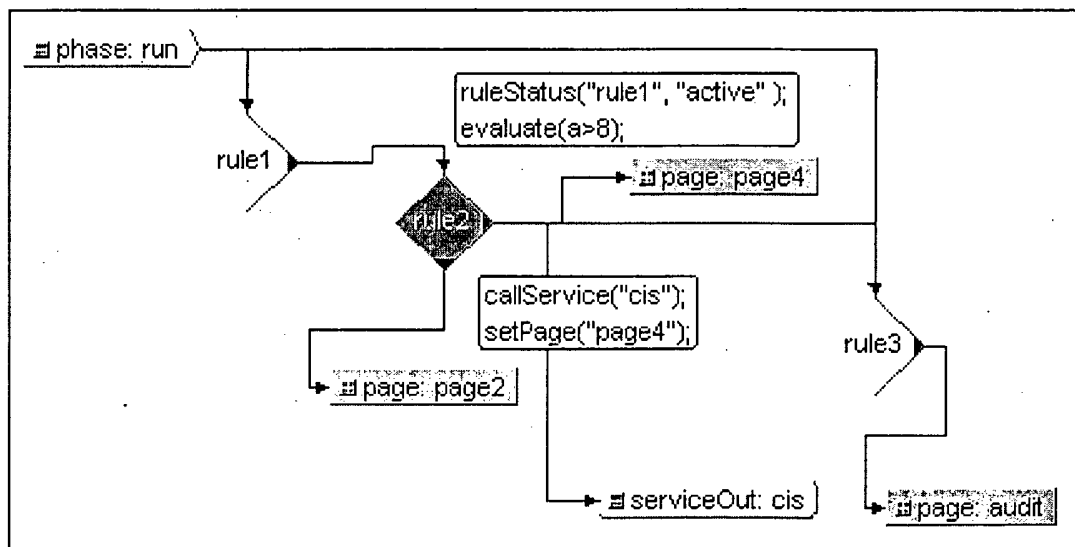 phase: run
ruleStatus("rule1", "active" );
evaluate(a>8);
rule1
page: page4
rule2
callService("cis");
setPage("page4");
rule3
page: page2
serviceOut: cis
page: audit